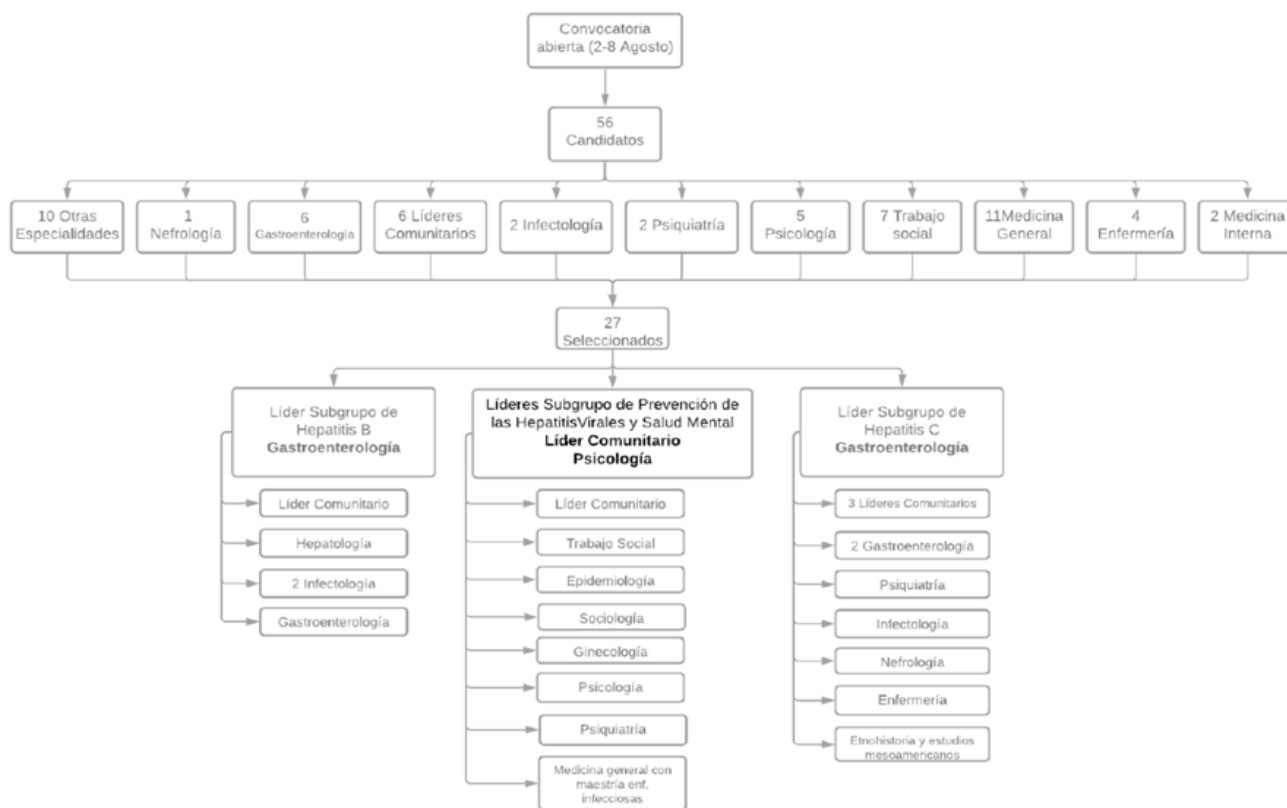 Convocatoria
abierta (2-8 Agosto)
56
Candidatos
10 Otras
Especialidades
1
Nefrología
6
Gastroenterología
6 Líderes
Comunitarios
2 Infectología
2 Psiquiatría
5
Psicología
7 Trabajo
social
11Medicina
General
4
Enfermería
2 Medicina
Interna
27
Seleccionados
Líder Subgrupo de
Hepatitis B
Gastroenterología
Líder Comunitario
Hepatología
2 Infectología
Gastroenterología
Líderes Subgrupo de Prevención de
las HepatitisVirales y Salud Mental
Líder Comunitario
Psicología
Líder Comunitario
Trabajo Social
Epidemiología
Sociología
Ginecología
Psicología
Psiquiatría
Medicina general con
maestría enf.
infecciosas
Líder Subgrupo de
Hepatitis C
Gastroenterología
3 Líderes Comunitarios
2 Gastroenterología
Psiquiatría
Infectología
Nefrología
Enfermería
Etnohistoria y estudios
mesoamericanos